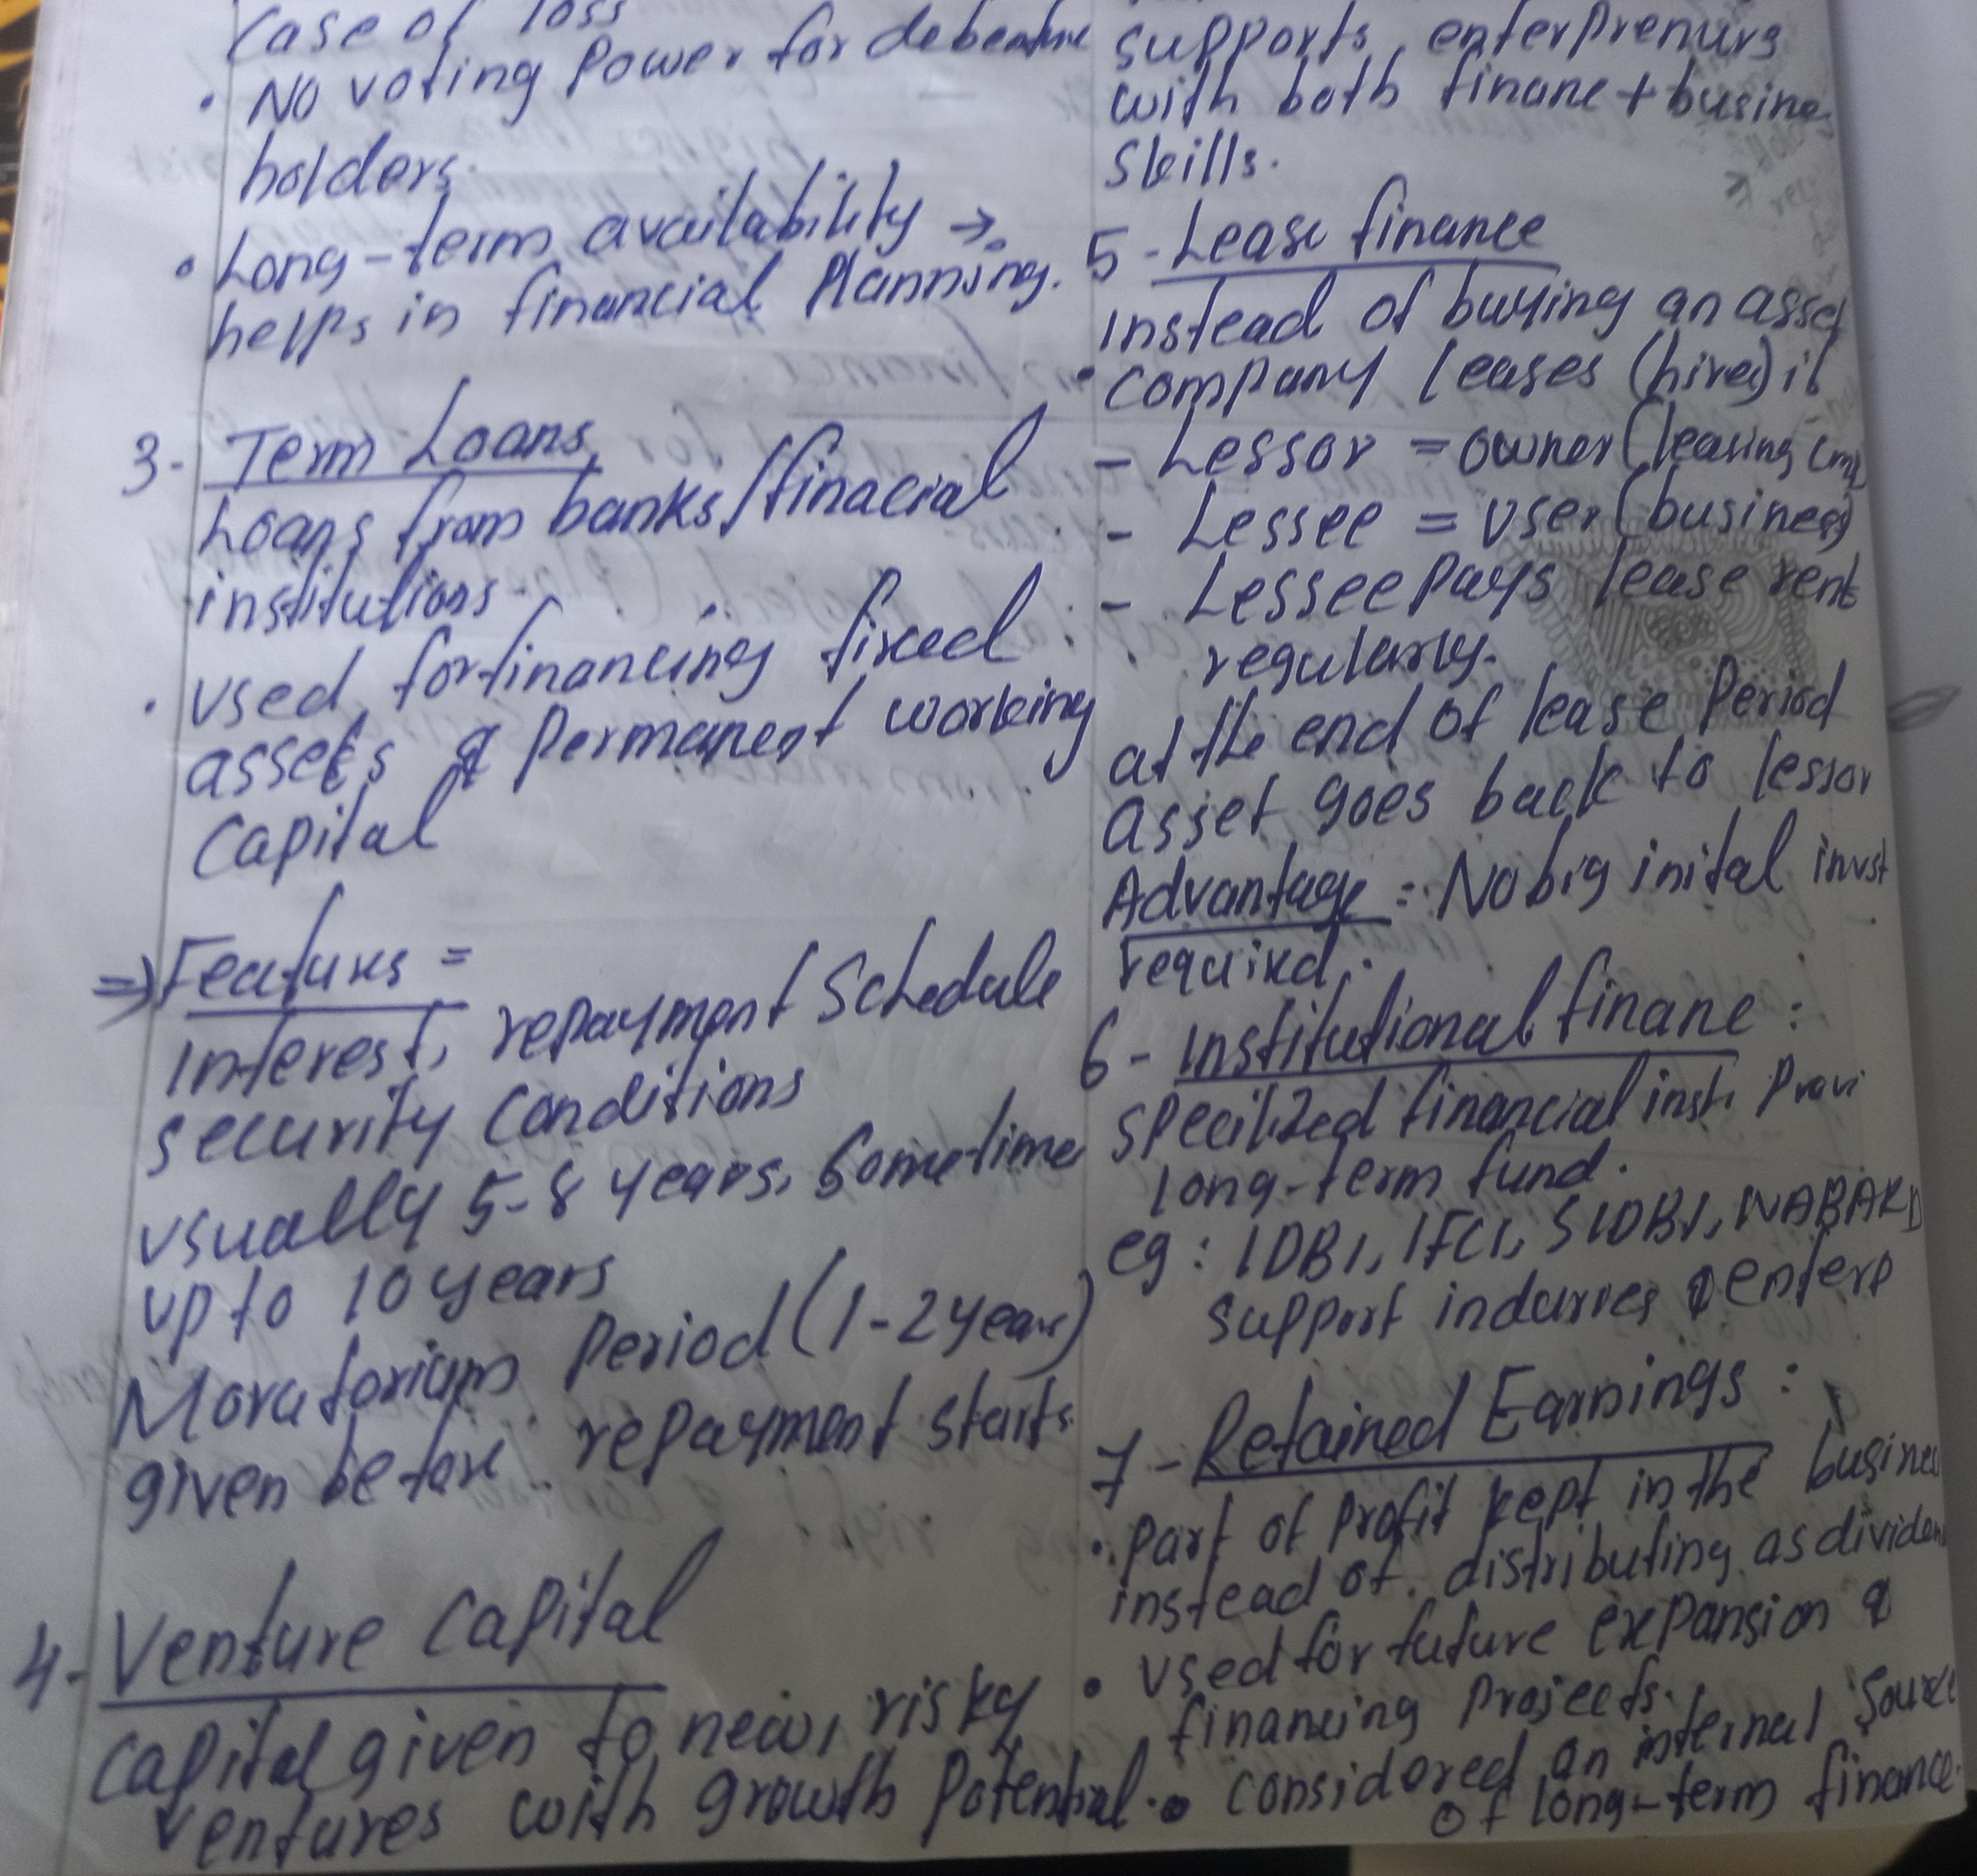 case of loss
• No voting power for debenture
holders.
• Long-term availability →
helps in financial planning.
3- Term Loans
Loans from banks/finacial
institutions.
• used for financing fixed
assets & permanent working
capital
⇒ Features =
Interest, repayment schedule
security conditions
usually 5-8 years, sometime
up to 10 years
Moratorium period (1-2 years)
given before repayment starts
4- Venture Capital
capital given to new, risky
ventures with growth potential.
supports enterprenurs
with both finane + busine
skills.
5- Lease finance
instead of buying an asset
• company leases (hires) it
- Lessor = owner (leasing cmp)
- Lessee = user (business)
- Lessee pays lease rent
regularly.
at the end of lease period
asset goes back to lessor
Advantage : No big inital invst
required.
6- Institutional finane :
specilized financial inst. provi
long-term fund.
eg: IDBI, IFCI, SIDBI, NABARD
support indurries & enterp
7- Retained Earnings :
• part of profit kept in the busines
instead of distributing as dividen
• used for future expansion &
financing projects.
• considered an internal source
of long-term finance.